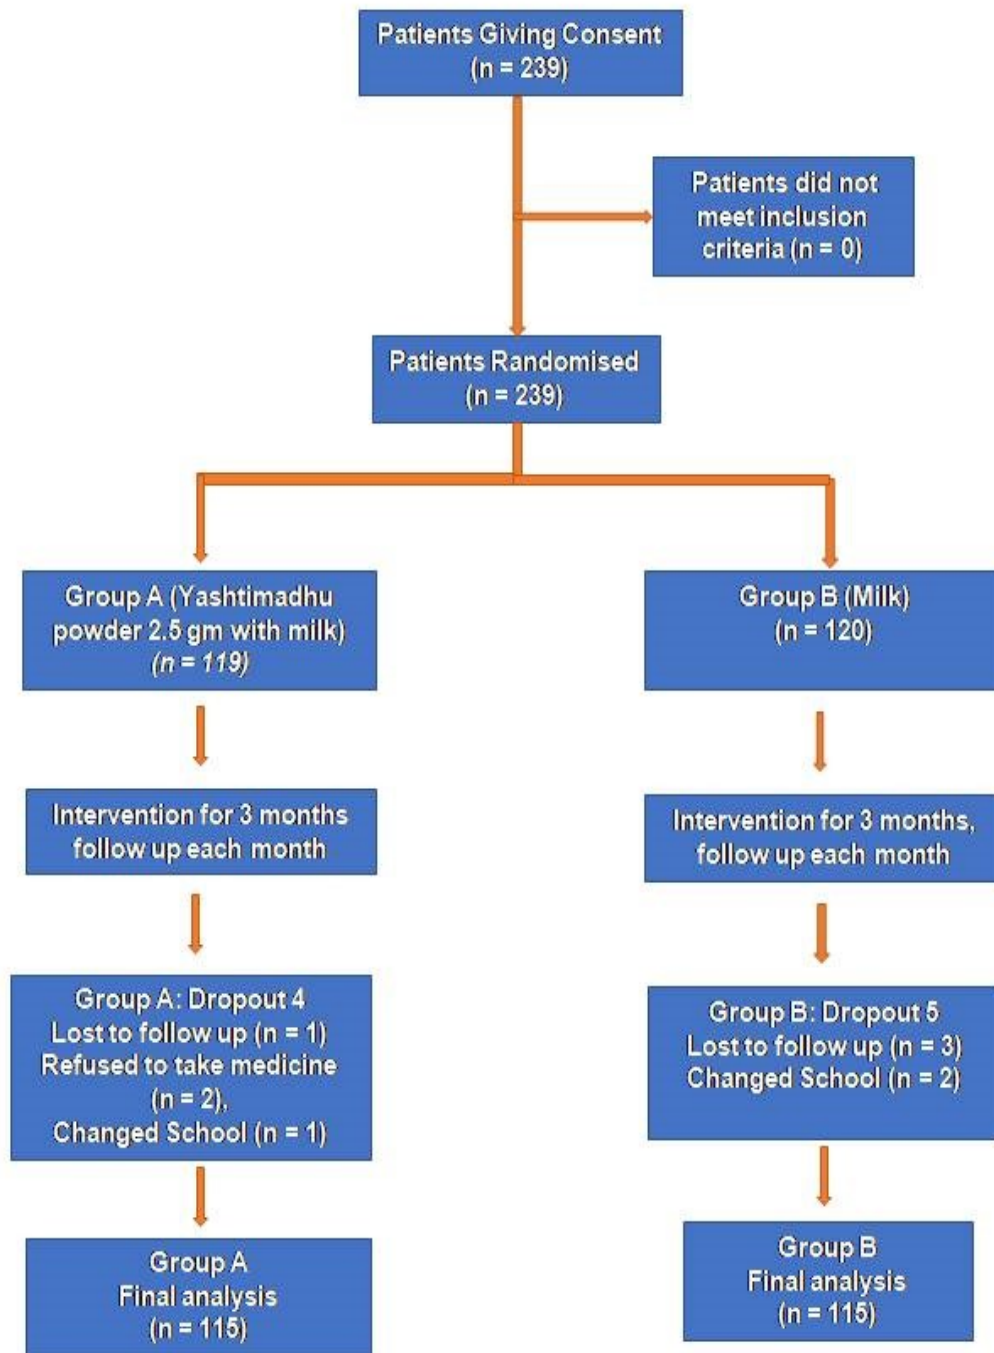 Patients Giving Consent
(n = 239)
Patients did not
meet inclusion
criteria (n = 0)
Patients Randomised
(n = 239)
Group A (Yashtimadhu
powder 2.5 gm with milk)
(n = 119)
Group B (Milk)
(n = 120)
Intervention for 3 months
follow up each month
Intervention for 3 months,
follow up each month
Group A: Dropout 4
Lost to follow up (n = 1)
Refused to take medicine
(n = 2),
Changed School (n = 1)
Group B: Dropout 5
Lost to follow up (n = 3)
Changed School (n = 2)
Group A
Final analysis
(n = 115)
Group B
Final analysis
(n = 115)